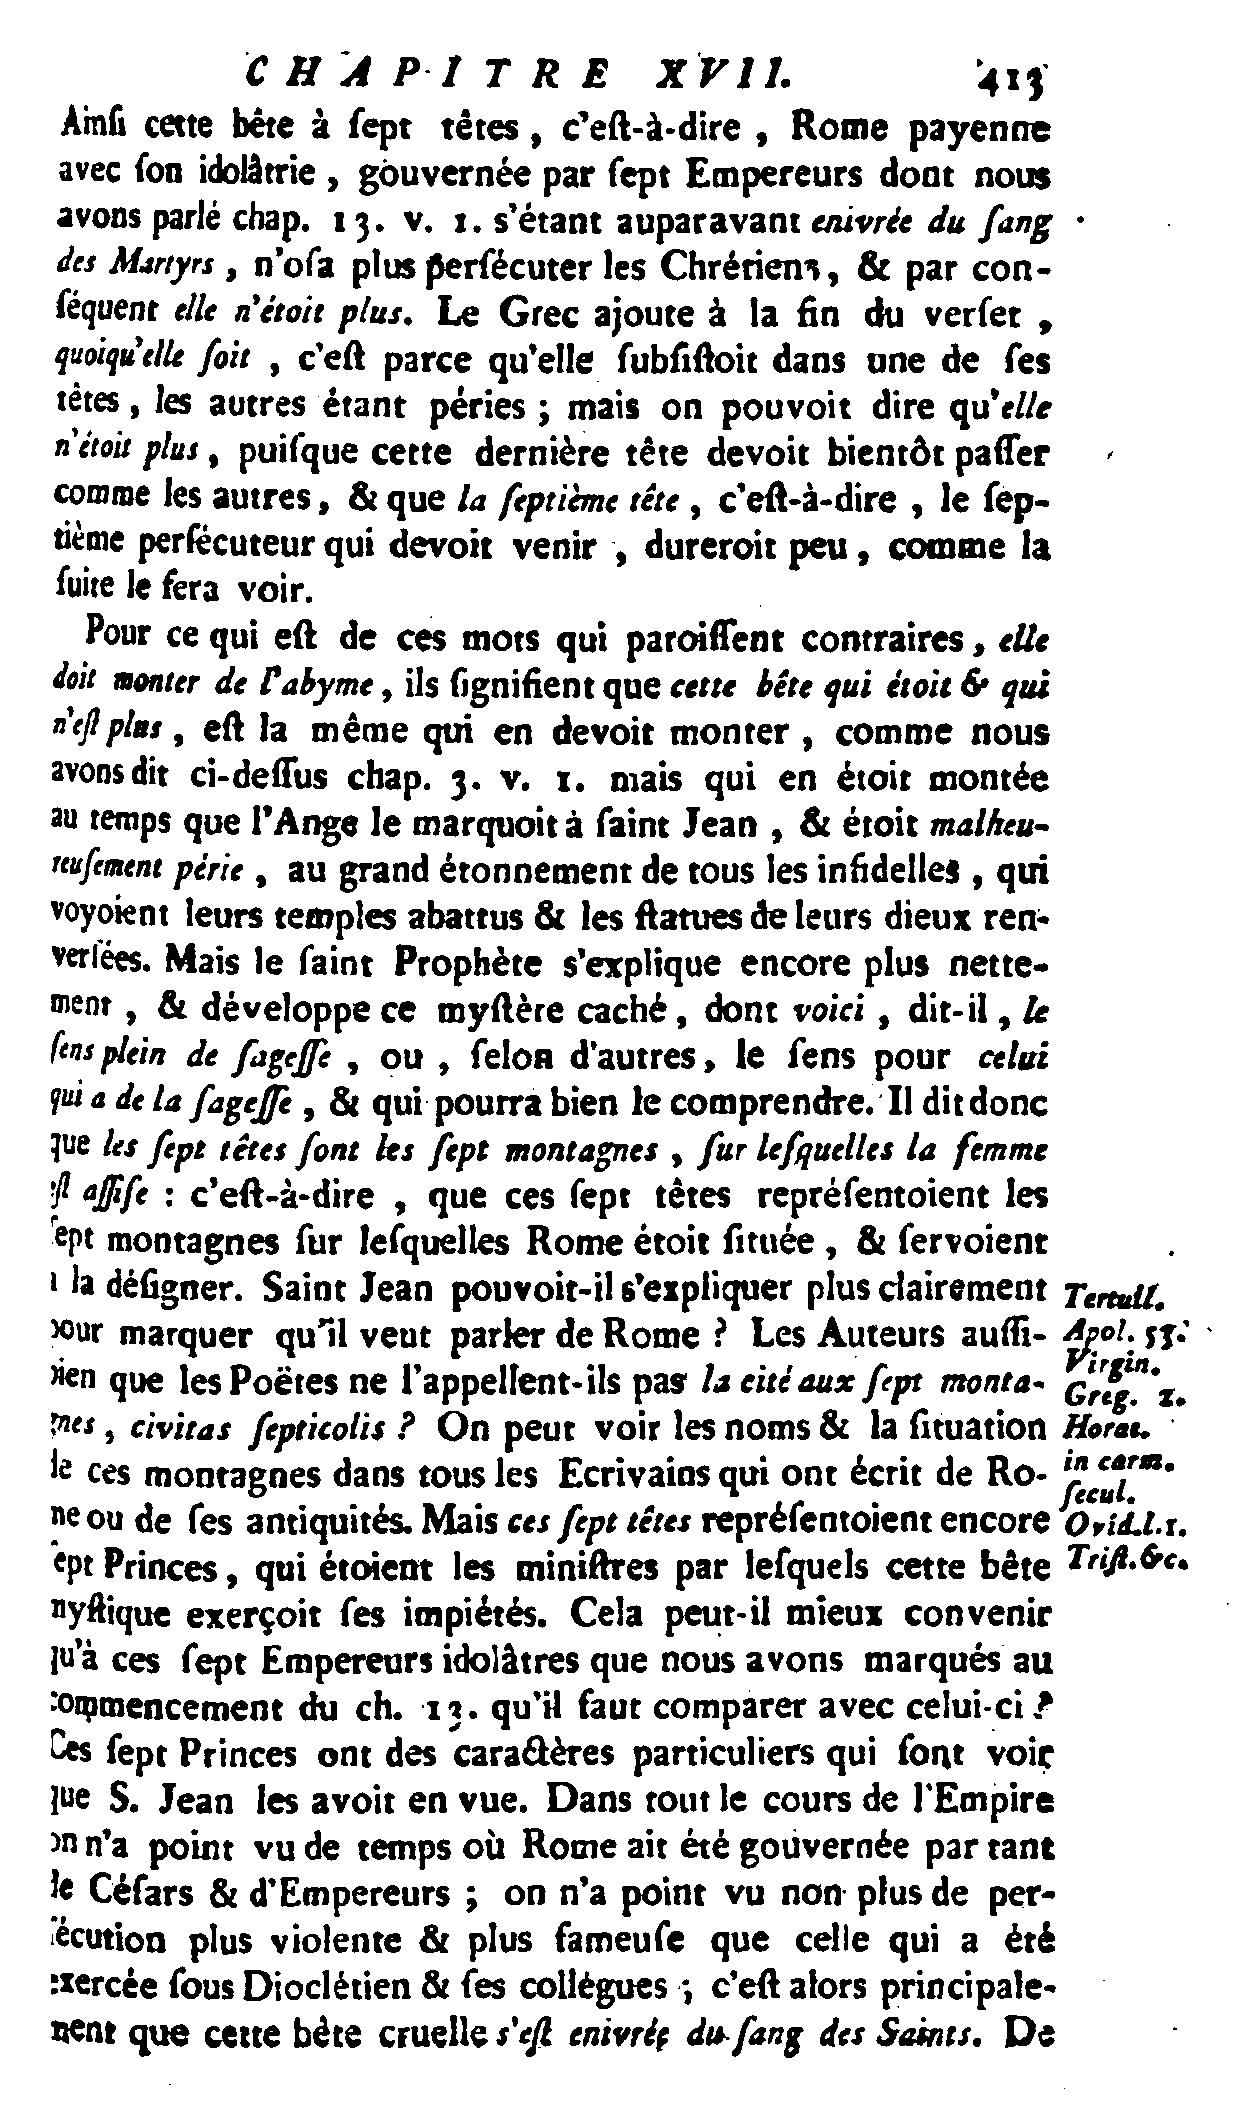 CHAPITRE XVII. 413
Ainſi cette bête à ſept têtes, c'eſt-à-dire, Rome payenne
avec ſon idolâtrie, gouvernée par ſept Empereurs dont nous
avons parlé chap. 13. v. 1. s'étant auparavant enivrée du ſang
des Martyrs, n'oſa plus perſécuter les Chrétiens, & par con-
ſéquent elle n'étoit plus. Le Grec ajoute à la fin du verſet,
quoiqu'elle ſoit, c'eſt parce qu'elle ſubſiſtoit dans une de ſes
têtes, les autres étant péries; mais on pouvoit dire qu'elle
n'étoit plus, puiſque cette dernière tête devoit bientôt paſſer
comme les autres, & que la ſeptième tête, c'eſt-à-dire, le ſep-
tième perſécuteur qui devoit venir, dureroit peu, comme la
ſuite le fera voir.
Pour ce qui eſt de ces mots qui paroiſſent contraires, elle
doit monter de l'abyme, ils ſignifient que cette bête qui étoit & qui
n'eſt plus, eſt la même qui en devoit monter, comme nous
avons dit ci-deſſus chap. 3. v. 1. mais qui en étoit montée
au temps que l'Ange le marquoit à ſaint Jean, & étoit malheu-
reuſement périe, au grand étonnement de tous les infidelles, qui
voyoient leurs temples abattus & les ſtatues de leurs dieux ren-
verſées. Mais le ſaint Prophète s'explique encore plus nette-
ment, & développe ce myſtère caché, dont voici, dit-il, le
ſens plein de ſageſſe, ou, ſelon d'autres, le ſens pour celui
qui a de la ſageſſe, & qui pourra bien le comprendre. Il dit donc
que les ſept têtes ſont les ſept montagnes, ſur leſquelles la femme
eſt aſſiſe : c'eſt-à-dire, que ces ſept têtes repréſentoient les
ſept montagnes ſur leſquelles Rome étoit ſituée, & ſervoient
à la déſigner. Saint Jean pouvoit-il s'expliquer plus clairement
pour marquer qu'il veut parler de Rome ? Les Auteurs auſſi-
bien que les Poëtes ne l'appellent-ils pas la cité aux ſept monta-
gnes, civitas ſepticolis ? On peut voir les noms & la ſituation
de ces montagnes dans tous les Ecrivains qui ont écrit de Ro-
me ou de ſes antiquités. Mais ces ſept têtes repréſentoient encore
ſept Princes, qui étoient les miniſtres par leſquels cette bête
myſtique exerçoit ſes impiétés. Cela peut-il mieux convenir
qu'à ces ſept Empereurs idolâtres que nous avons marqués au
commencement du ch. 13. qu'il faut comparer avec celui-ci ?
Ces ſept Princes ont des caractères particuliers qui font voir
que S. Jean les avoit en vue. Dans tout le cours de l'Empire
on n'a point vu de temps où Rome ait été gouvernée par tant
de Céſars & d'Empereurs; on n'a point vu non plus de per-
ſécution plus violente & plus fameuſe que celle qui a été
exercée ſous Dioclétien & ſes collégues; c'eſt alors principale-
ment que cette bête cruelle s'eſt enivrée du ſang des Saints. De
Tertull.
Apol. 35.
Virgin.
Greg. 2.
Horat.
in carm.
ſecul.
Ovid. l. 1.
Triſt. &c.